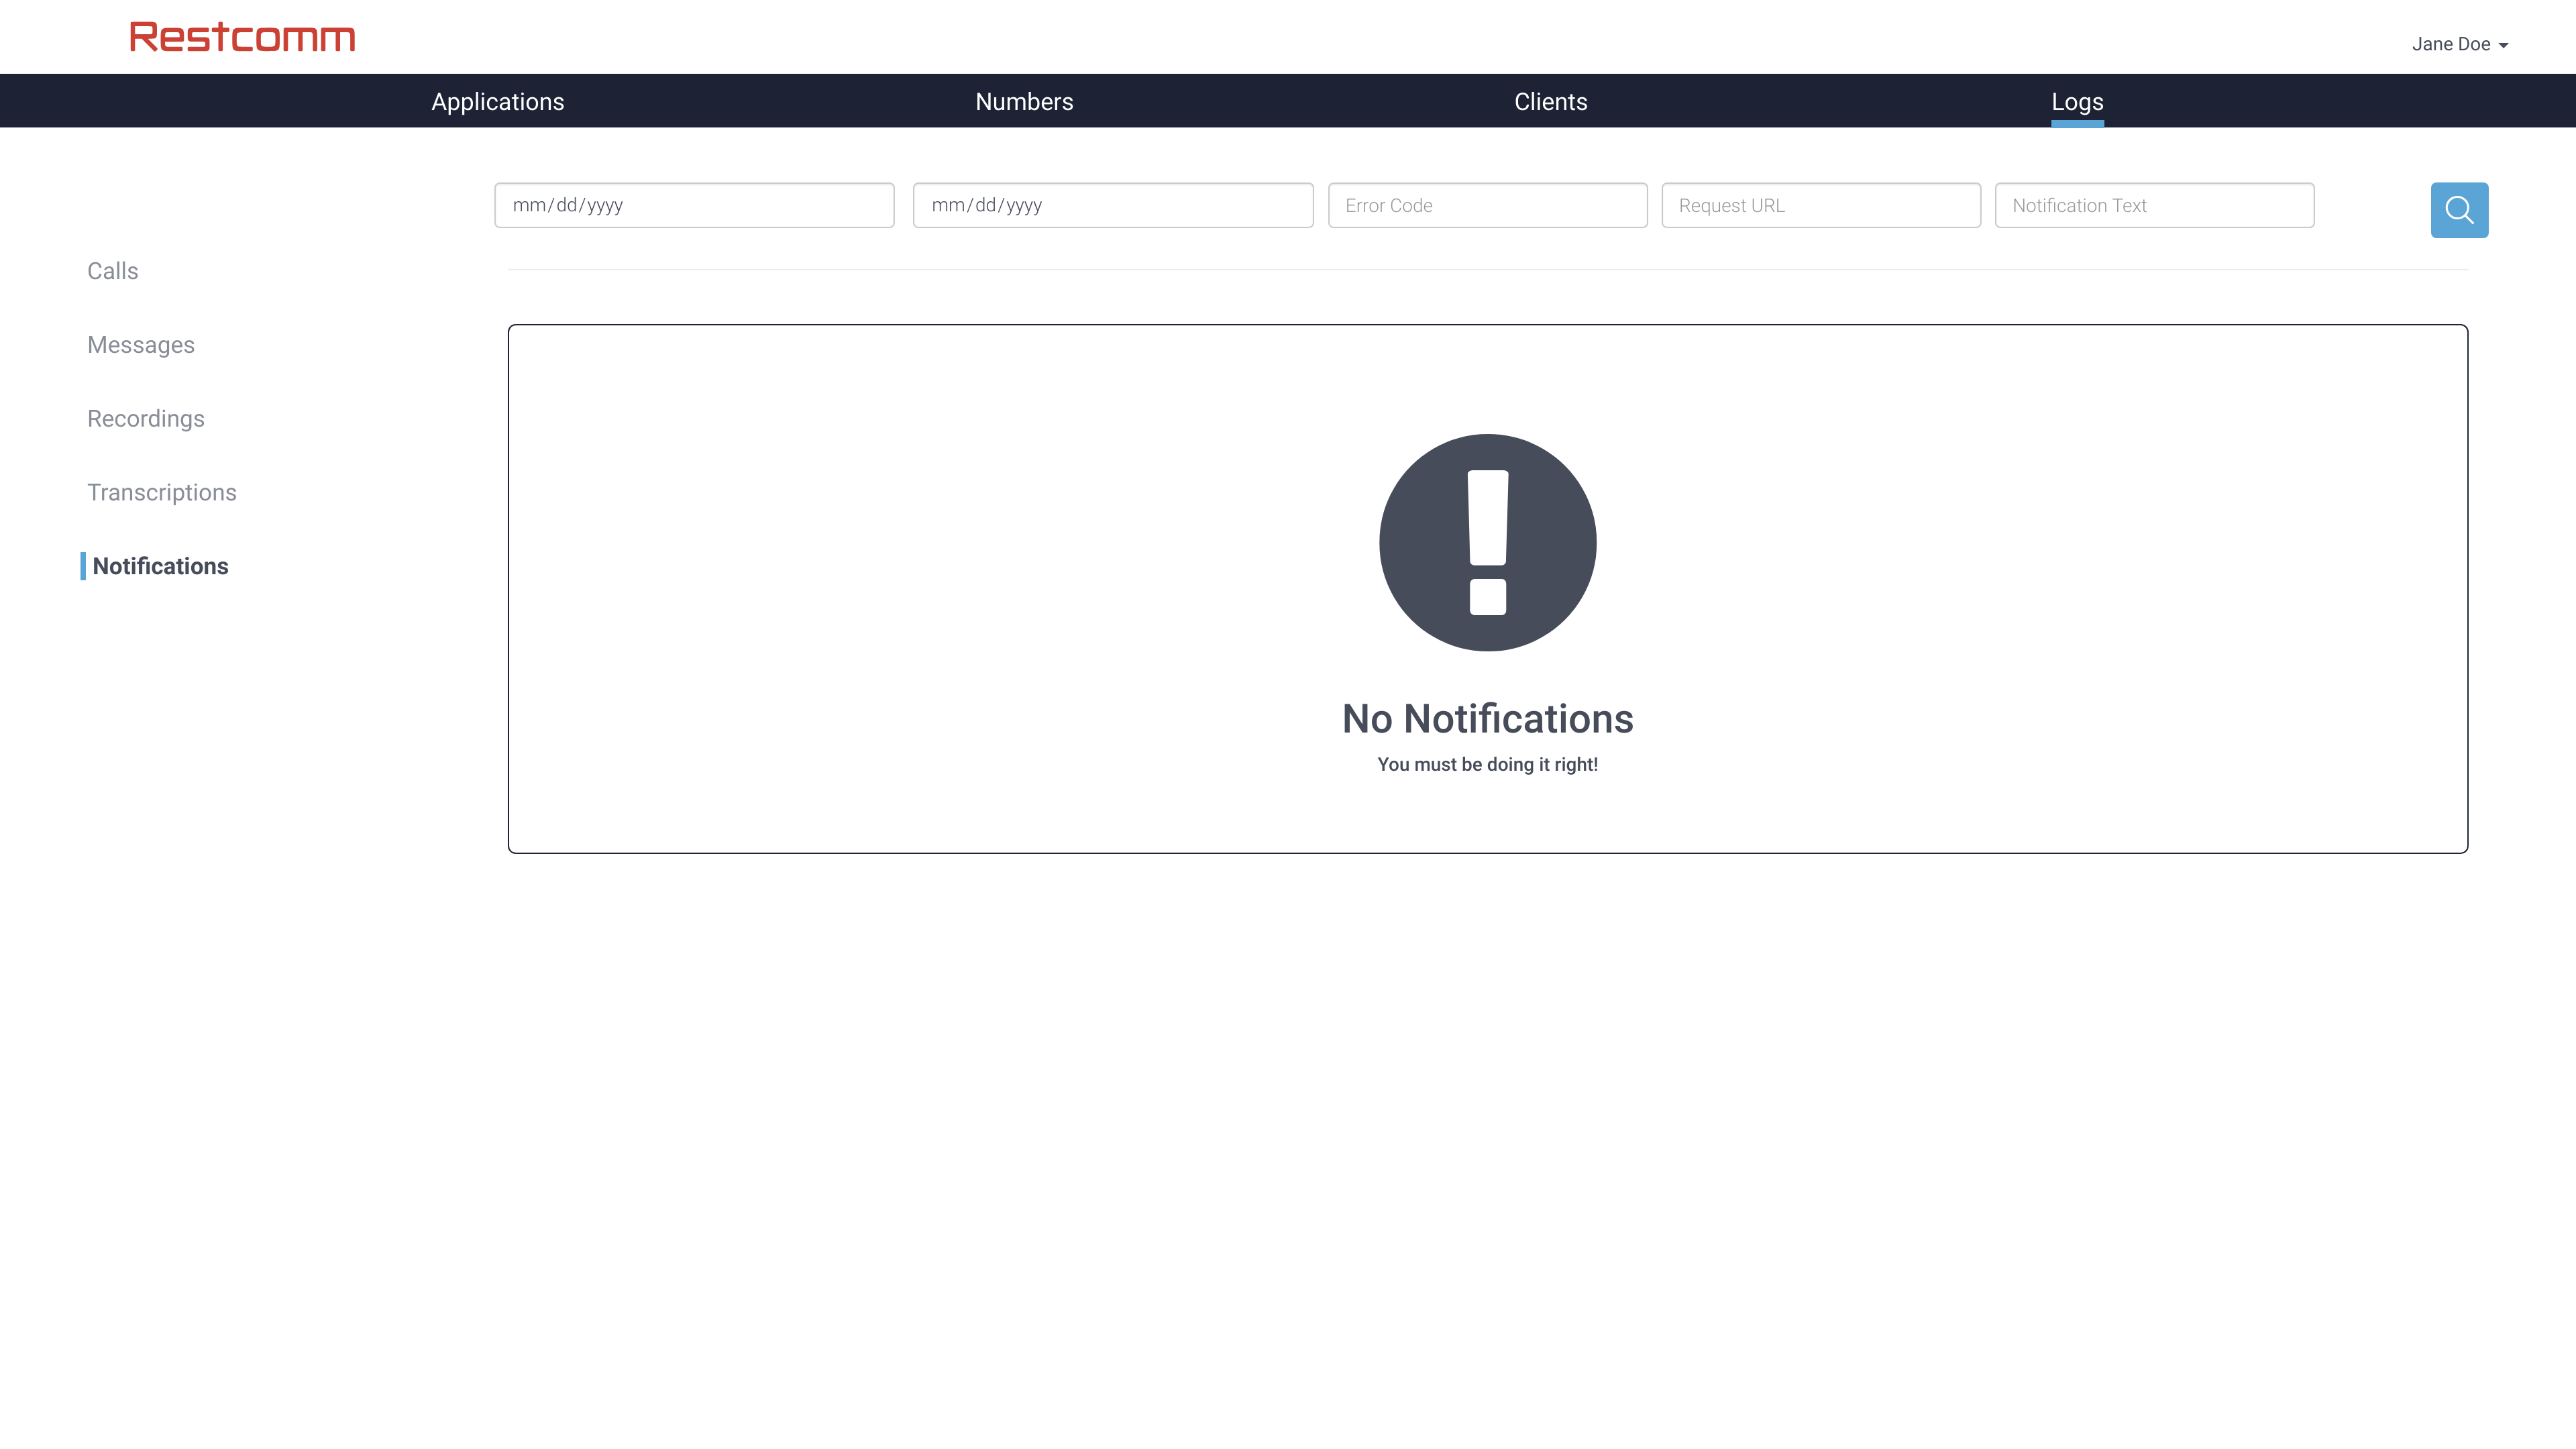 Restcomm
Jane Doe
Applications
Numbers
Clients
Logs
mm/dd/yyyy
mm/dd/yyyy
Error Code
Request URL
Notification Text
Calls
Messages
Recordings
Transcriptions
Notifications
No Notifications
You must be doing it right!